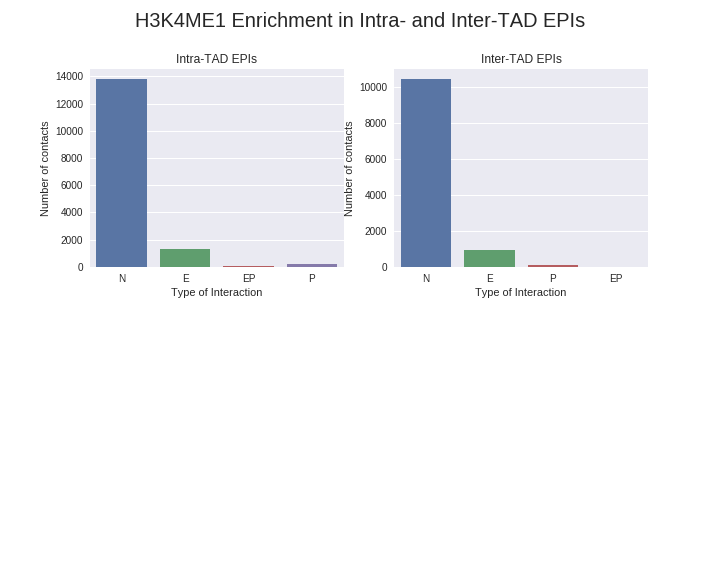 H3K4ME1 Enrichment in Intra- and Inter-TAD EPIs
Intra-TAD EPIs
14000
12000
10000
8000
6000
4000
2000
0
Number of contacts
N E EP P
Type of Interaction
Inter-TAD EPIs
10000
8000
6000
4000
2000
0
Number of contacts
N E P EP
Type of Interaction